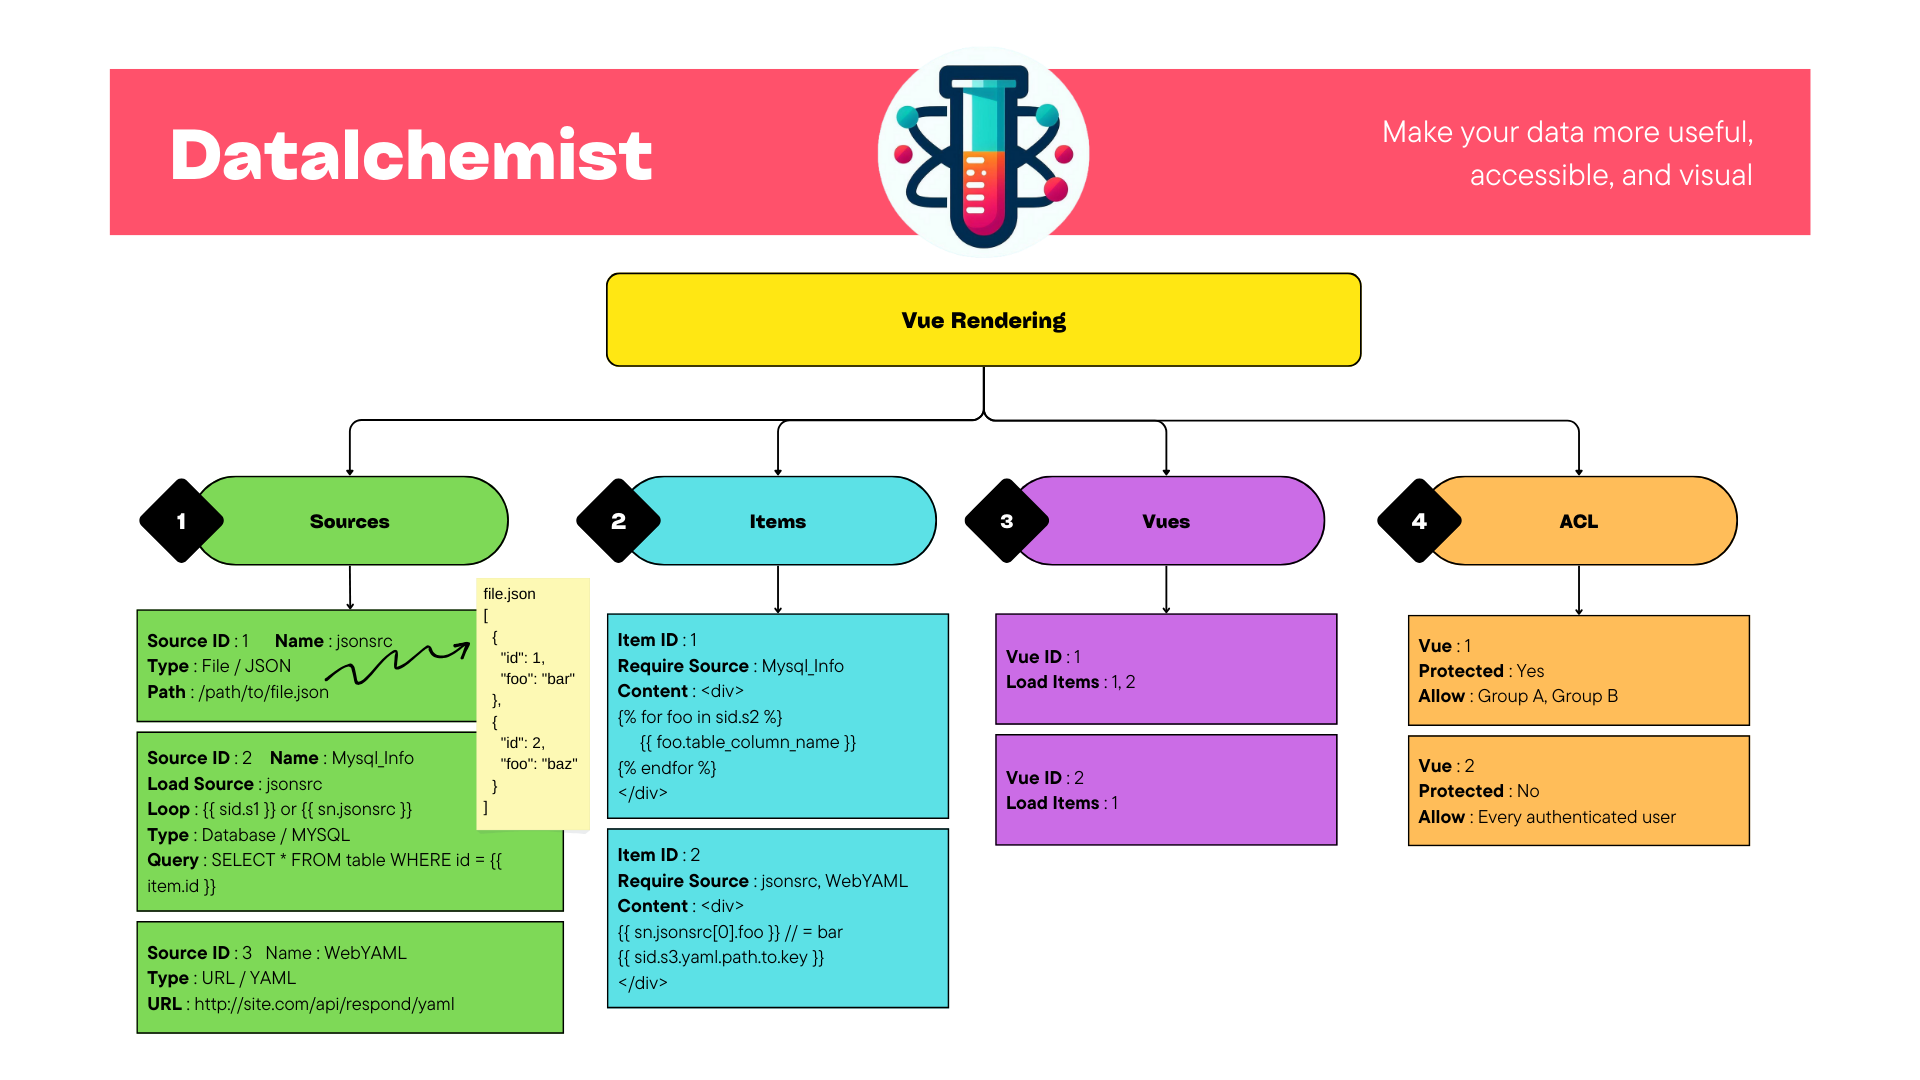 Datalchemist
Make your data more useful,
accessible, and visual
Vue Rendering
1
Sources
2
Items
3
Vues
4
ACL
Source ID : 1 Name : jsonsrc
Type : File / JSON
Path : /path/to/file.json
file.json
[
{
"id": 1,
"foo": "bar"
},
{
"id": 2,
"foo": "baz"
}
]
Source ID : 2 Name : Mysql_Info
Load Source : jsonsrc
Loop : {{ sid.s1 }} or {{ sn.jsonsrc }}
Type : Database / MYSQL
Query : SELECT * FROM table WHERE id = {{
item.id }}
Source ID : 3 Name : WebYAML
Type : URL / YAML
URL : http://site.com/api/respond/yaml
Item ID : 1
Require Source : Mysql_Info
Content : <div>
{% for foo in sid.s2 %}
{{ foo.table_column_name }}
{% endfor %}
</div>
Item ID : 2
Require Source : jsonsrc, WebYAML
Content : <div>
{{ sn.jsonsrc[0].foo }} // = bar
{{ sid.s3.yaml.path.to.key }}
</div>
Vue ID : 1
Load Items : 1, 2
Vue ID : 2
Load Items : 1
Vue : 1
Protected : Yes
Allow : Group A, Group B
Vue : 2
Protected : No
Allow : Every authenticated user